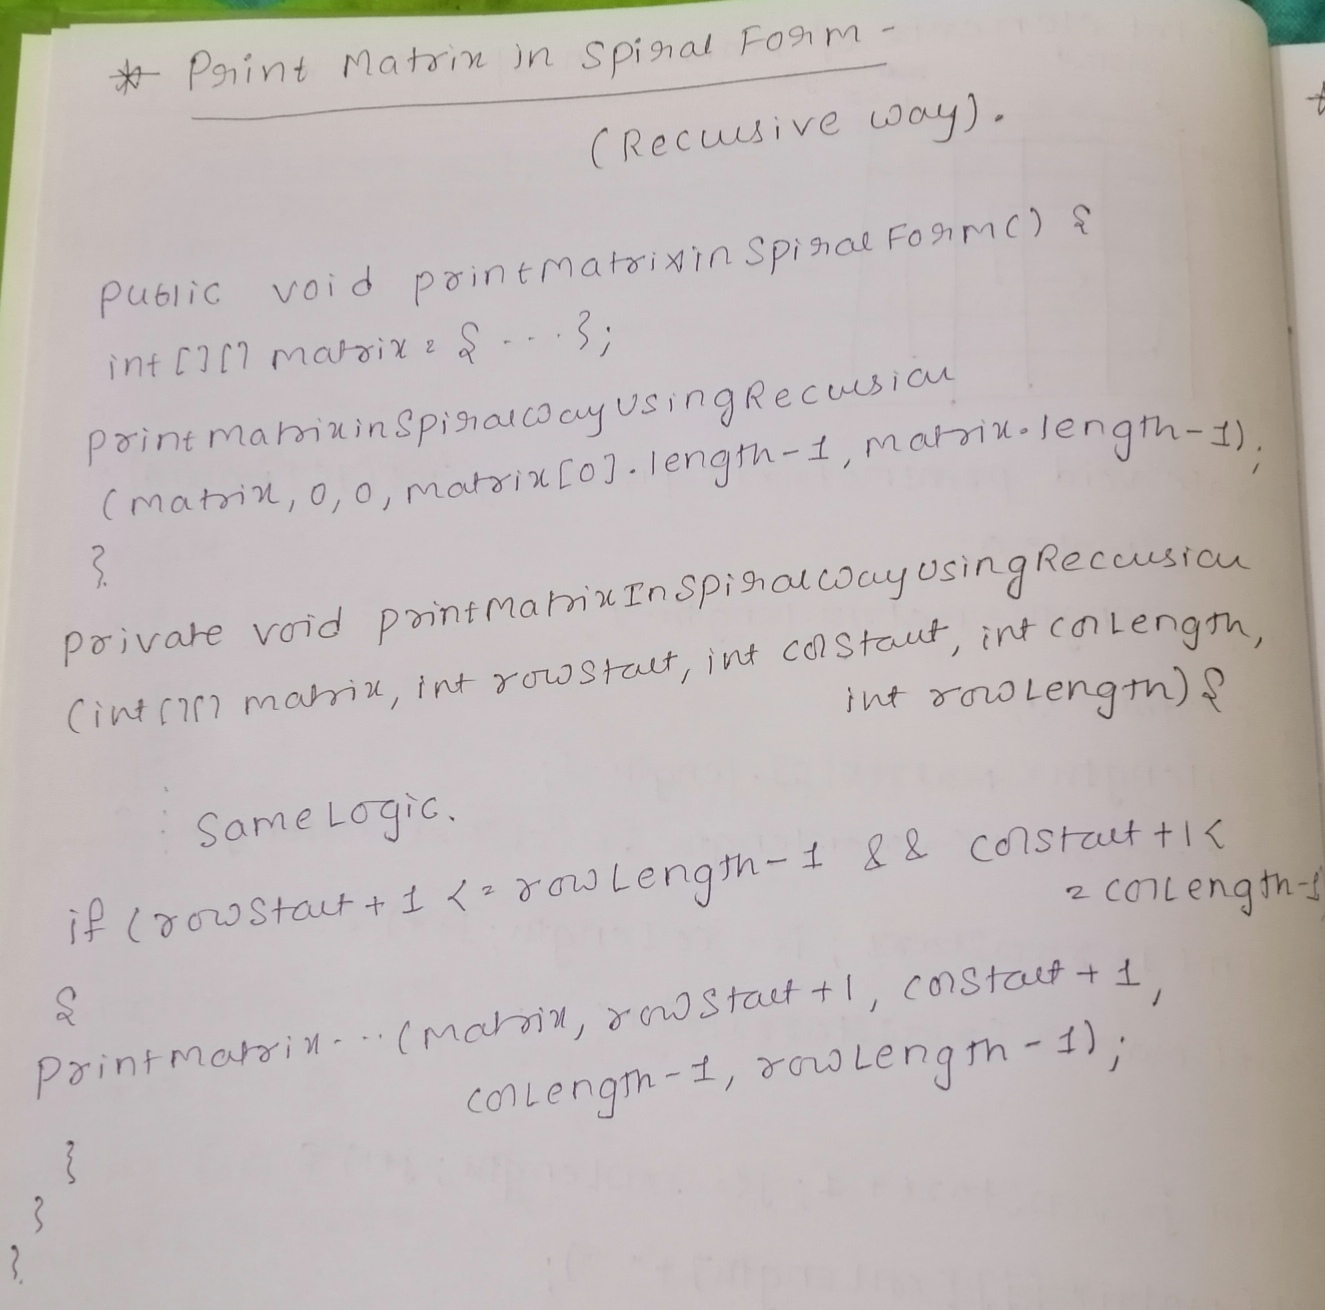 * Print Matrix in Spiral Form -
(Recursive way).
public void printMatrixinSpiralForm() {
int[][] matrix = { ... };
printmatrixinSpiralwayUsingRecursion
(matrix, 0, 0, matrix[0].length-1, matrix.length-1);
}
private void printMatrixInSpiralwayUsingRecursion
(int[][] matrix, int rowStart, int colStart, int colLength,
int rowLength) {
Same Logic.
if (rowStart + 1 <= rowLength-1 && colStart +1<
= colLength-1
{
printmatrix... (matrix, rowStart +1, colStart + 1,
colLength-1, rowLength-1);
}
}
}